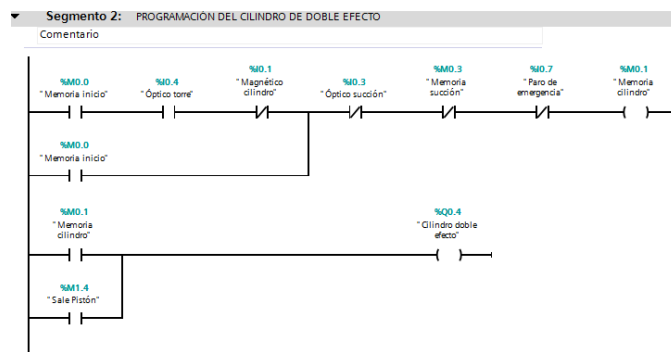 Segmento 2: PROGRAMACIÓN DEL CILINDRO DE DOBLE EFECTO
Comentario
%M0.0
"Memoria inicio"
%I0.4
"Óptico torre"
%I0.1
"Magnético
cilindro"
%I0.3
"Óptico succión"
%M0.3
"Memoria
succión"
%I0.7
"Paro de
emergencia"
%M0.1
"Memoria
cilindro"
%M0.0
"Memoria inicio"
%M0.1
"Memoria
cilindro"
%Q0.4
"Cilindro doble
efecto"
%M1.4
"Sale Pistón"